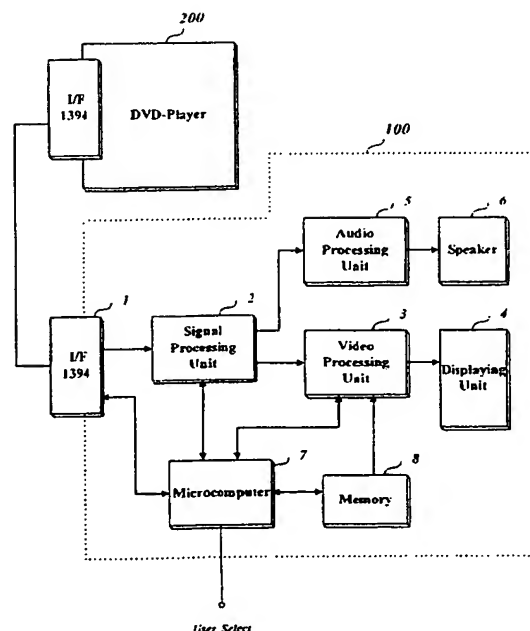 200
I/F
1394
DVD-Player
100
5
Audio
Processing
Unit
6
Speaker
1
I/F
1394
2
Signal
Processing
Unit
3
Video
Processing
Unit
4
Displaying
Unit
7
Microcomputer
8
Memory
User Select